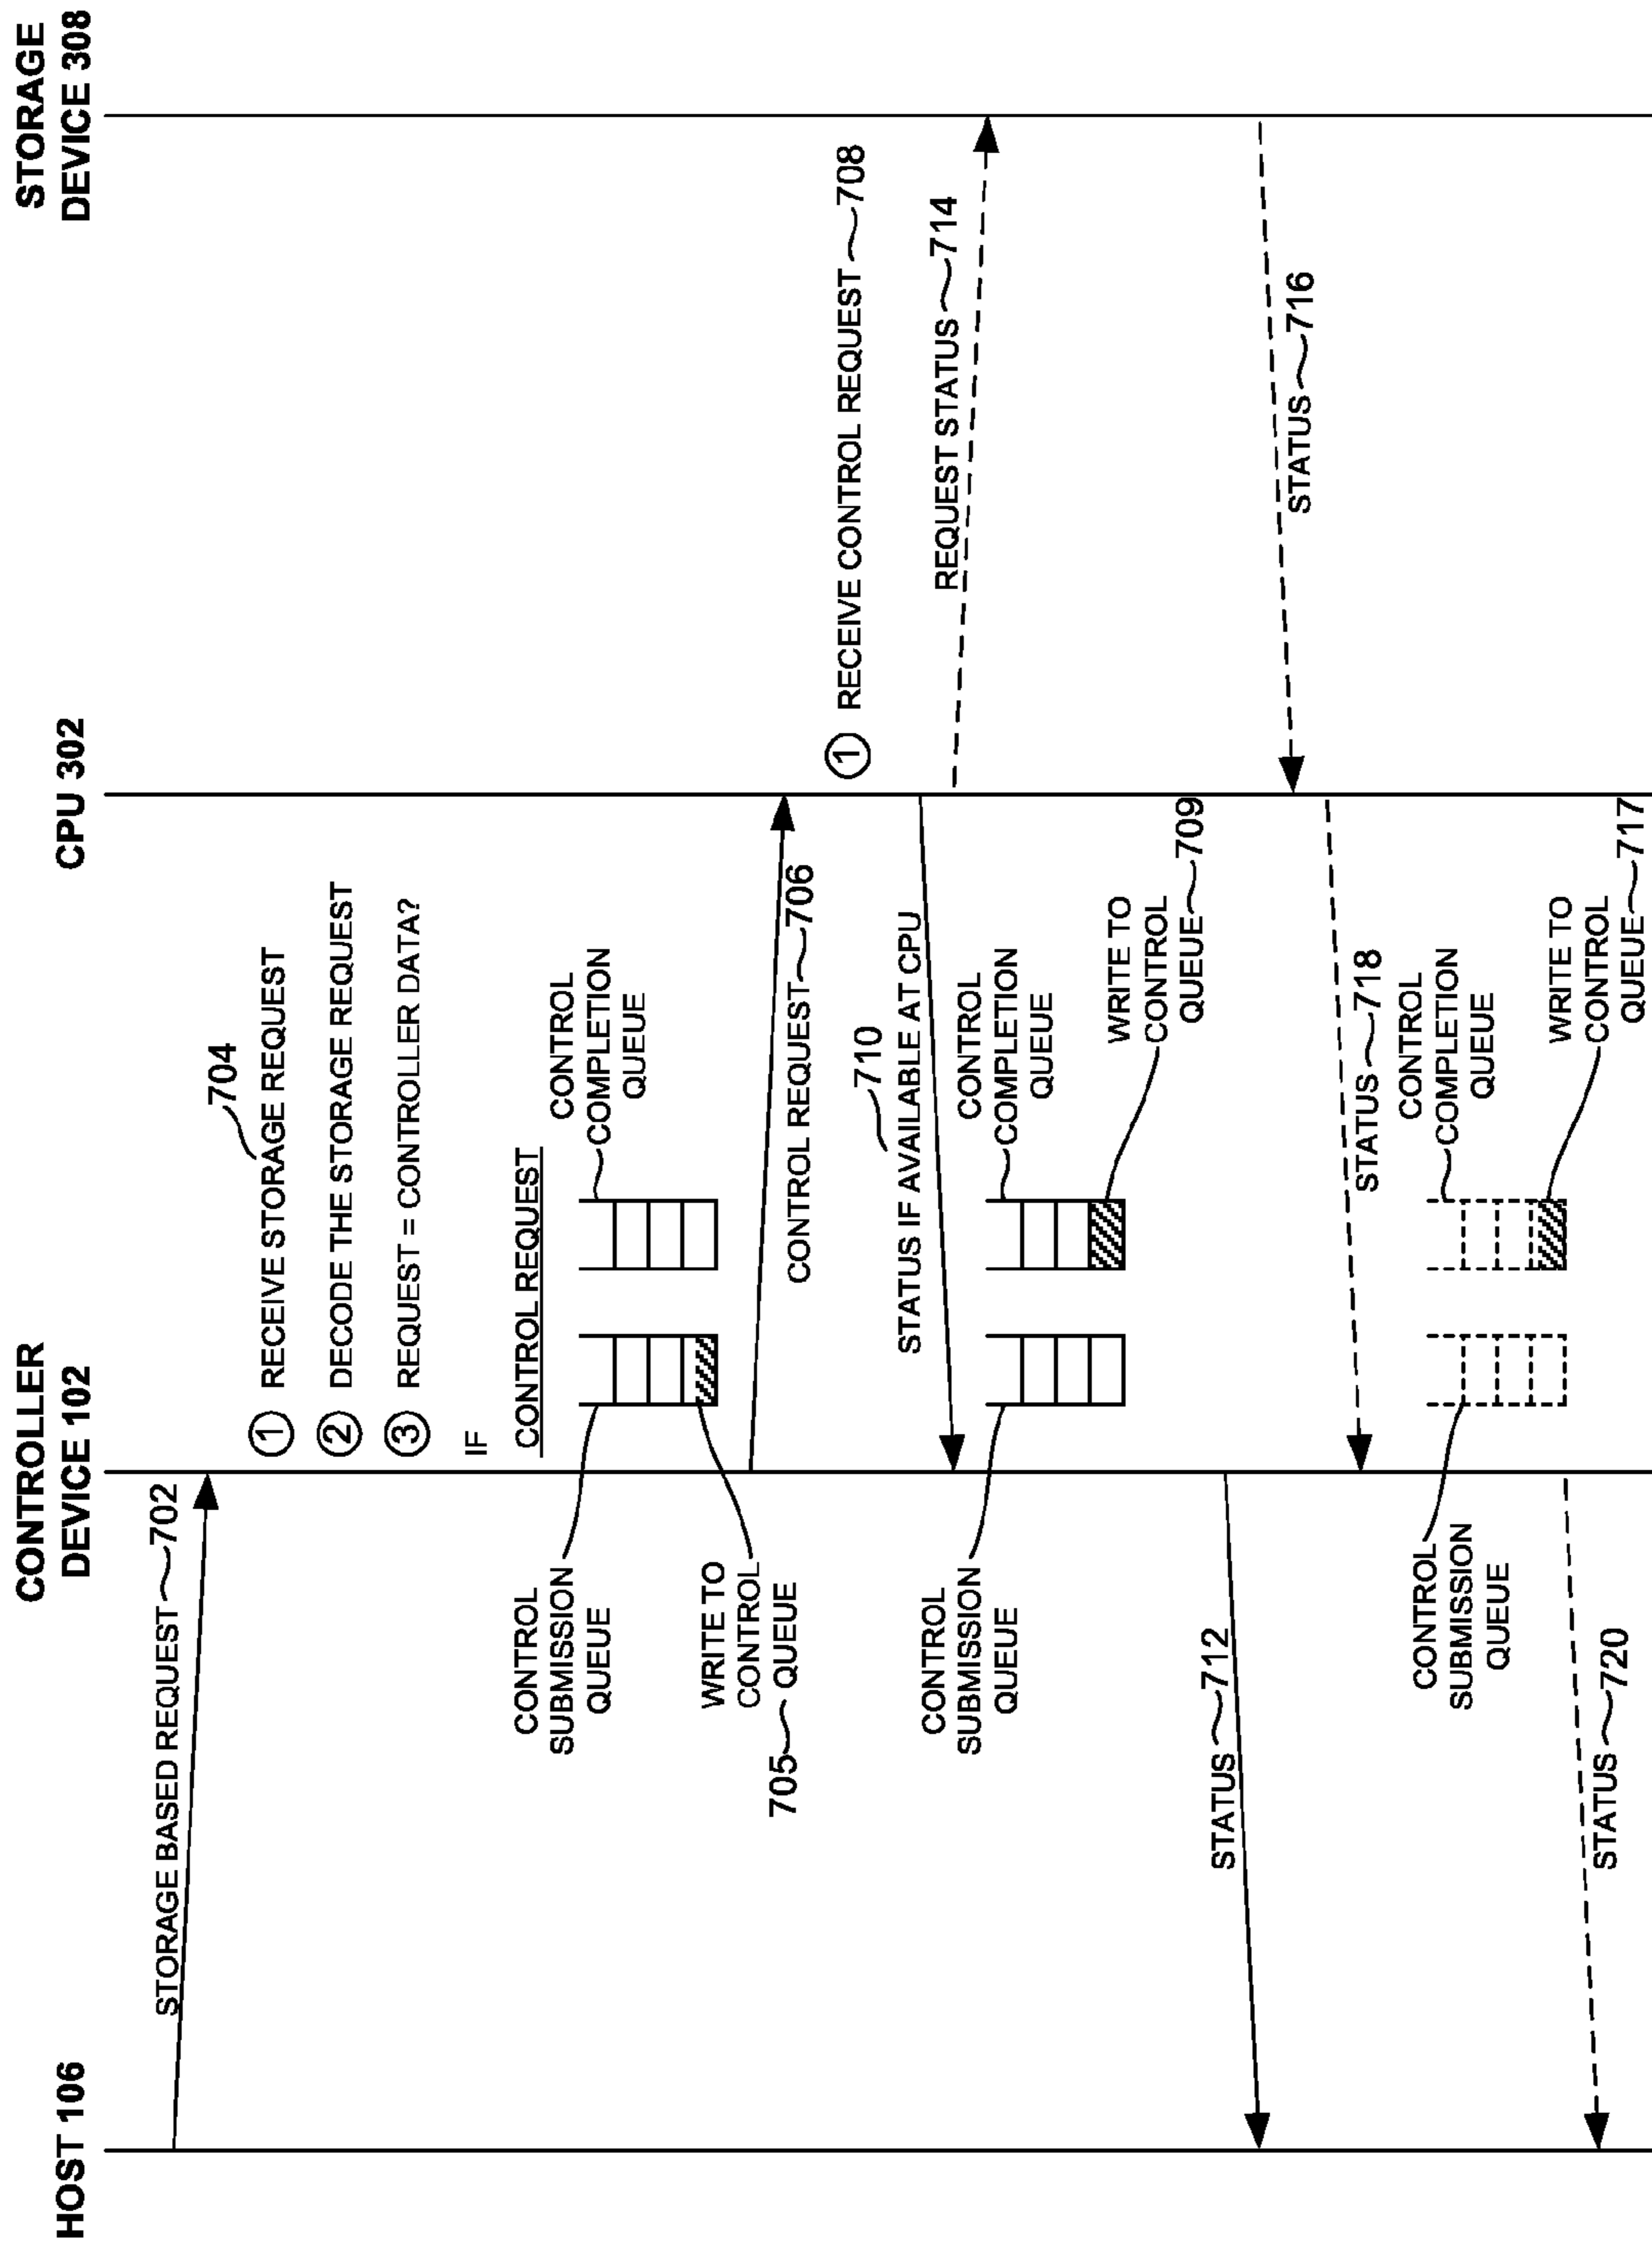 HOST 106
CONTROLLER
DEVICE 102
CPU 302
STORAGE
DEVICE 308
STORAGE BASED REQUEST 702
704
1 RECEIVE STORAGE REQUEST
2 DECODE THE STORAGE REQUEST
3 REQUEST = CONTROLLER DATA?
IF
CONTROL REQUEST
CONTROL
SUBMISSION
QUEUE
CONTROL
COMPLETION
QUEUE
WRITE TO
CONTROL
705 QUEUE
CONTROL REQUEST 706
1 RECEIVE CONTROL REQUEST 708
710
STATUS IF AVAILABLE AT CPU
REQUEST STATUS 714
CONTROL
SUBMISSION
QUEUE
CONTROL
COMPLETION
QUEUE
WRITE TO
CONTROL
QUEUE 709
STATUS 712
STATUS 716
STATUS 718
CONTROL
SUBMISSION
QUEUE
CONTROL
COMPLETION
QUEUE
WRITE TO
CONTROL
QUEUE 717
STATUS 720